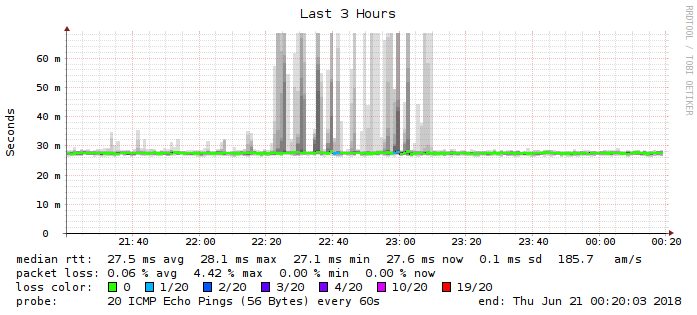 Last 3 Hours
RRDTOOL / TOBI OETIKER
Seconds
60 m
50 m
40 m
30 m
20 m
10 m
0
21:40 22:00 22:20 22:40 23:00 23:20 23:40 00:00 00:20
median rtt: 27.5 ms avg 28.1 ms max 27.1 ms min 27.6 ms now 0.1 ms sd 185.7 am/s
packet loss: 0.06 % avg 4.42 % max 0.00 % min 0.00 % now
loss color: 0 1/20 2/20 3/20 4/20 10/20 19/20
probe: 20 ICMP Echo Pings (56 Bytes) every 60s end: Thu Jun 21 00:20:03 2018